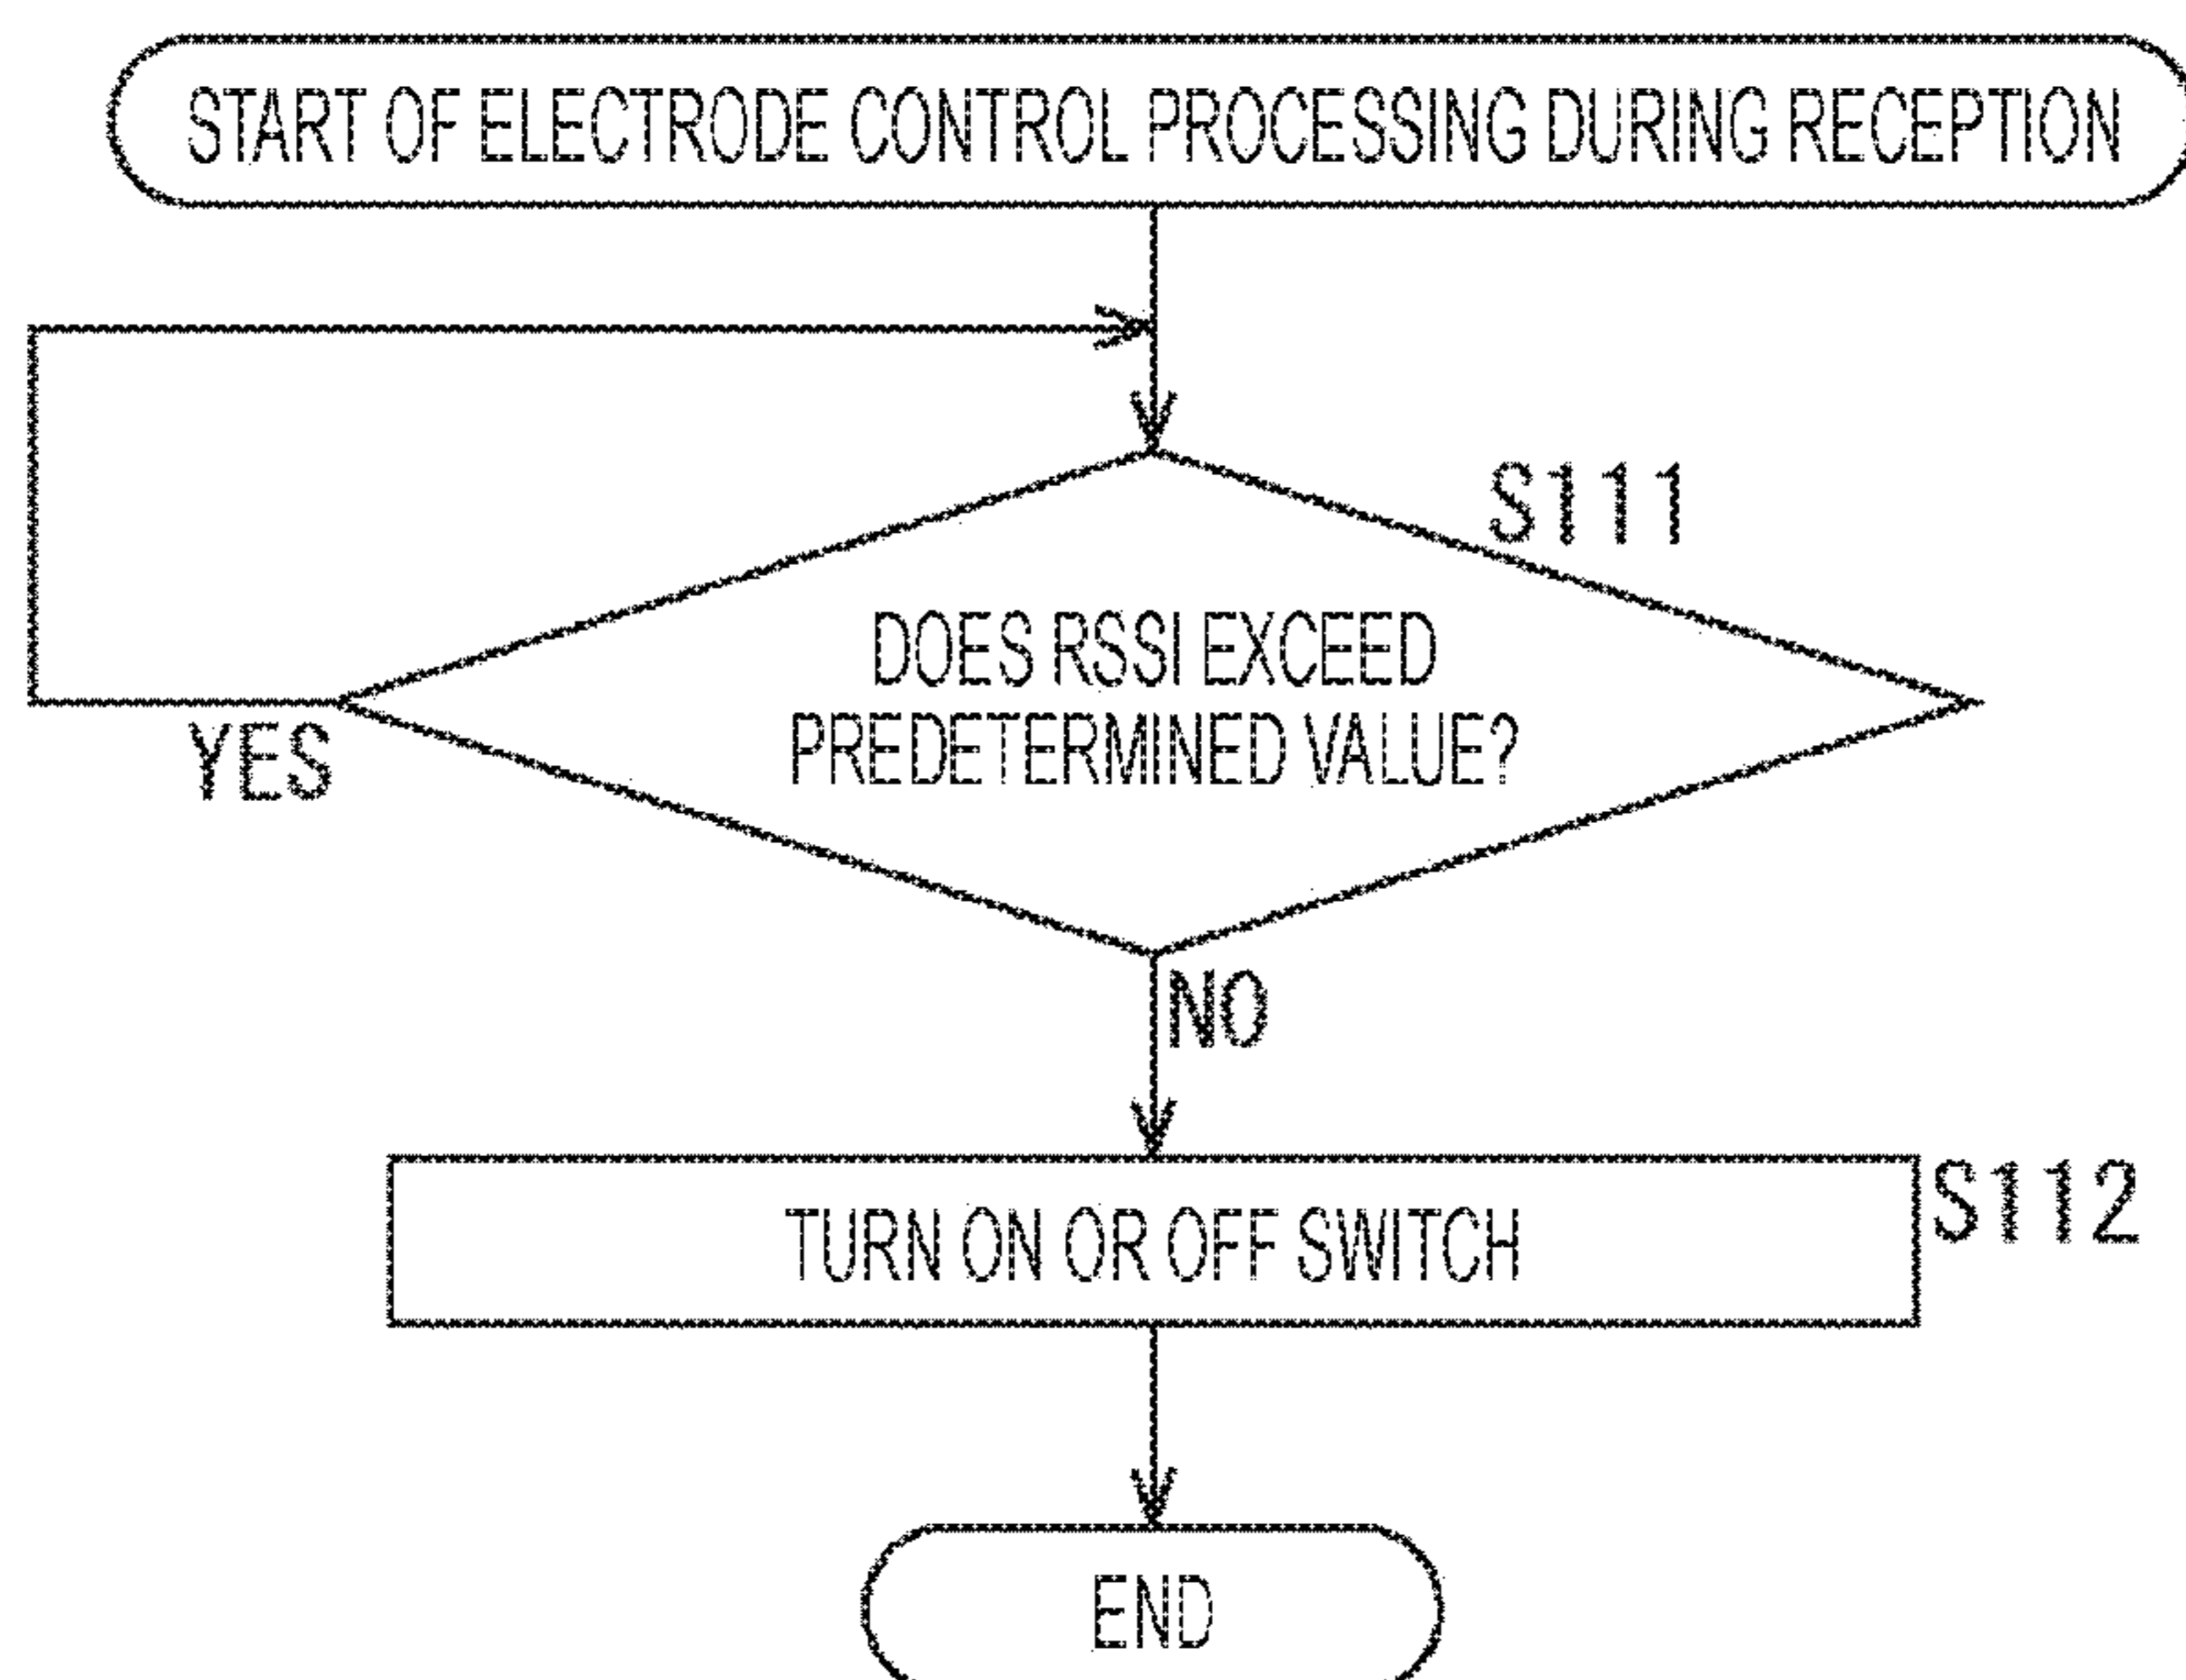 START OF ELECTRODE CONTROL PROCESSING DURING RECEPTION
S111
DOES RSSI EXCEED
PREDETERMINED VALUE?
YES
NO
TURN ON OR OFF SWITCH
S112
END